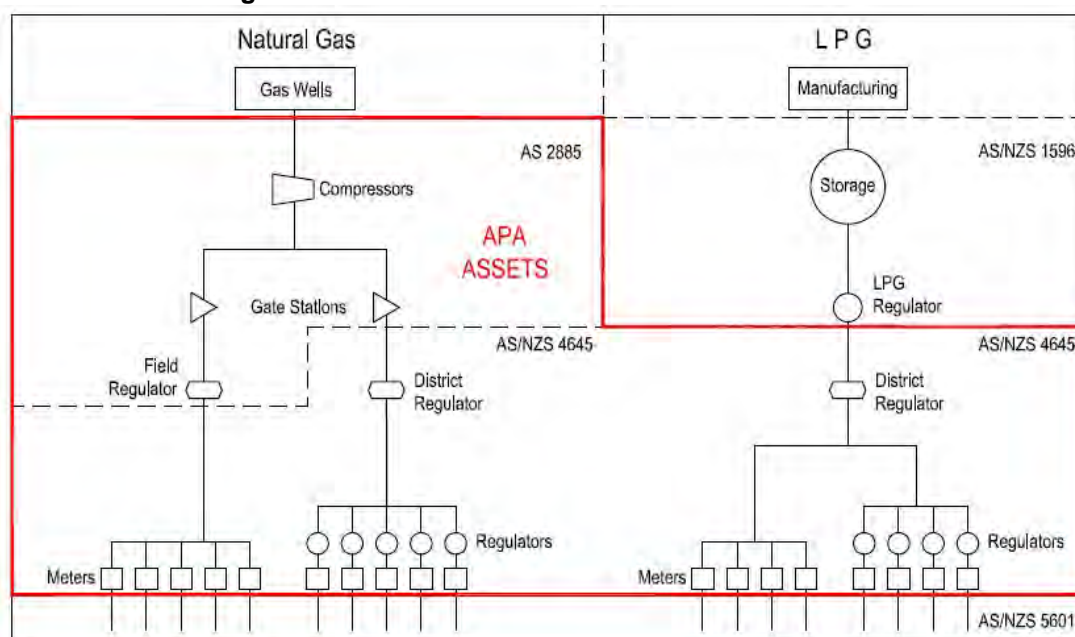 Natural Gas
L P G
Gas Wells
Manufacturing
AS 2885
AS/NZS 1596
Compressors
Storage
APA
ASSETS
LPG
Regulator
Gate Stations
AS/NZS 4645
AS/NZS 4645
Field
Regulator
District
Regulator
District
Regulator
Regulators
Regulators
Meters
Meters
AS/NZS 5601